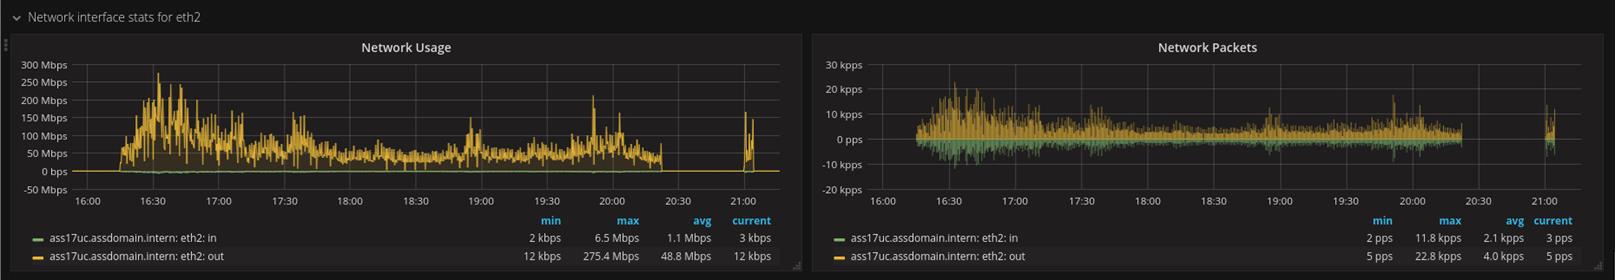 Network interface stats for eth2
Network Usage
300 Mbps
250 Mbps
200 Mbps
150 Mbps
100 Mbps
50 Mbps
0 bps
-50 Mbps
16:00 16:30 17:00 17:30 18:00 18:30 19:00 19:30 20:00 20:30 21:00
min max avg current
ass17uc.assdomain.intern: eth2: in 2 kbps 6.5 Mbps 1.1 Mbps 3 kbps
ass17uc.assdomain.intern: eth2: out 12 kbps 275.4 Mbps 48.8 Mbps 12 kbps
Network Packets
30 kpps
20 kpps
10 kpps
0 pps
-10 kpps
-20 kpps
16:00 16:30 17:00 17:30 18:00 18:30 19:00 19:30 20:00 20:30 21:00
min max avg current
ass17uc.assdomain.intern: eth2: in 2 pps 11.8 kpps 2.1 kpps 3 pps
ass17uc.assdomain.intern: eth2: out 5 pps 22.8 kpps 4.0 kpps 5 pps